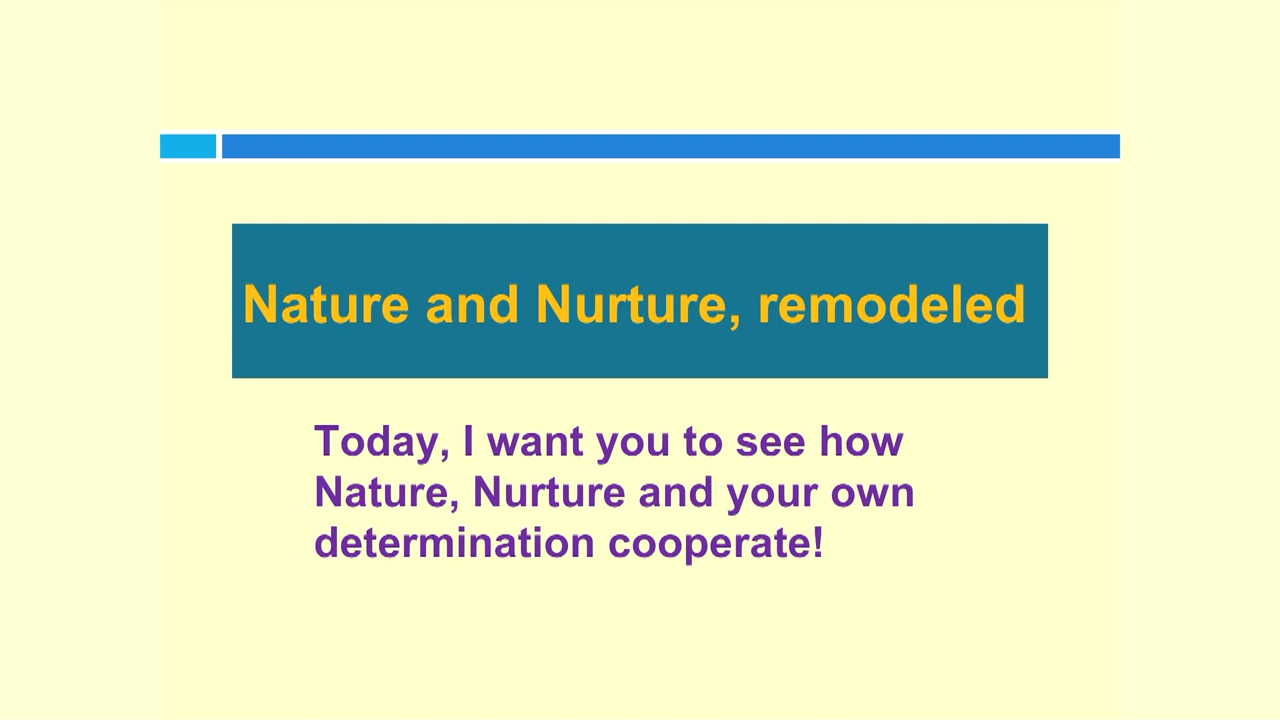 Nature and Nurture, remodeled
Today, I want you to see how
Nature, Nurture and your own
determination cooperate!